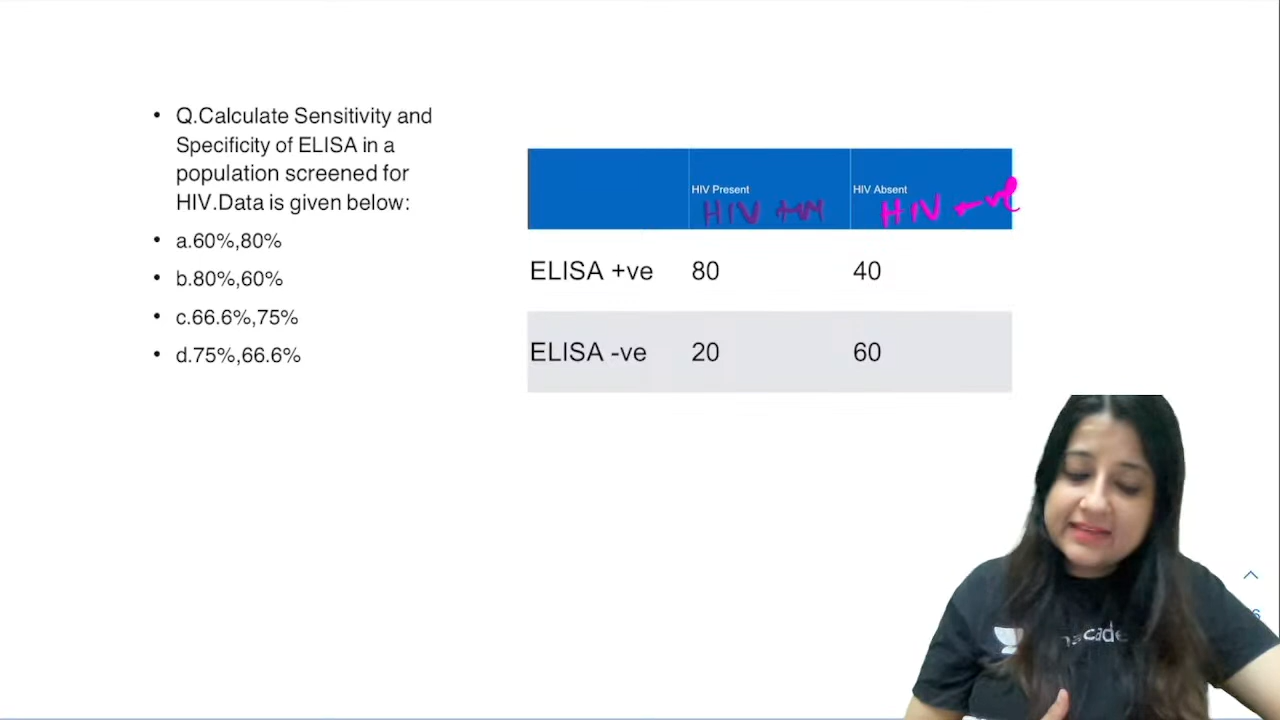 • Q.Calculate Sensitivity and
Specificity of ELISA in a
population screened for
HIV.Data is given below:
• a.60%,80%
• b.80%,60%
• c.66.6%,75%
• d.75%,66.6%
HIV Present HIV Absent
HIV +ve HIV -ve
ELISA +ve 80 40
ELISA -ve 20 60